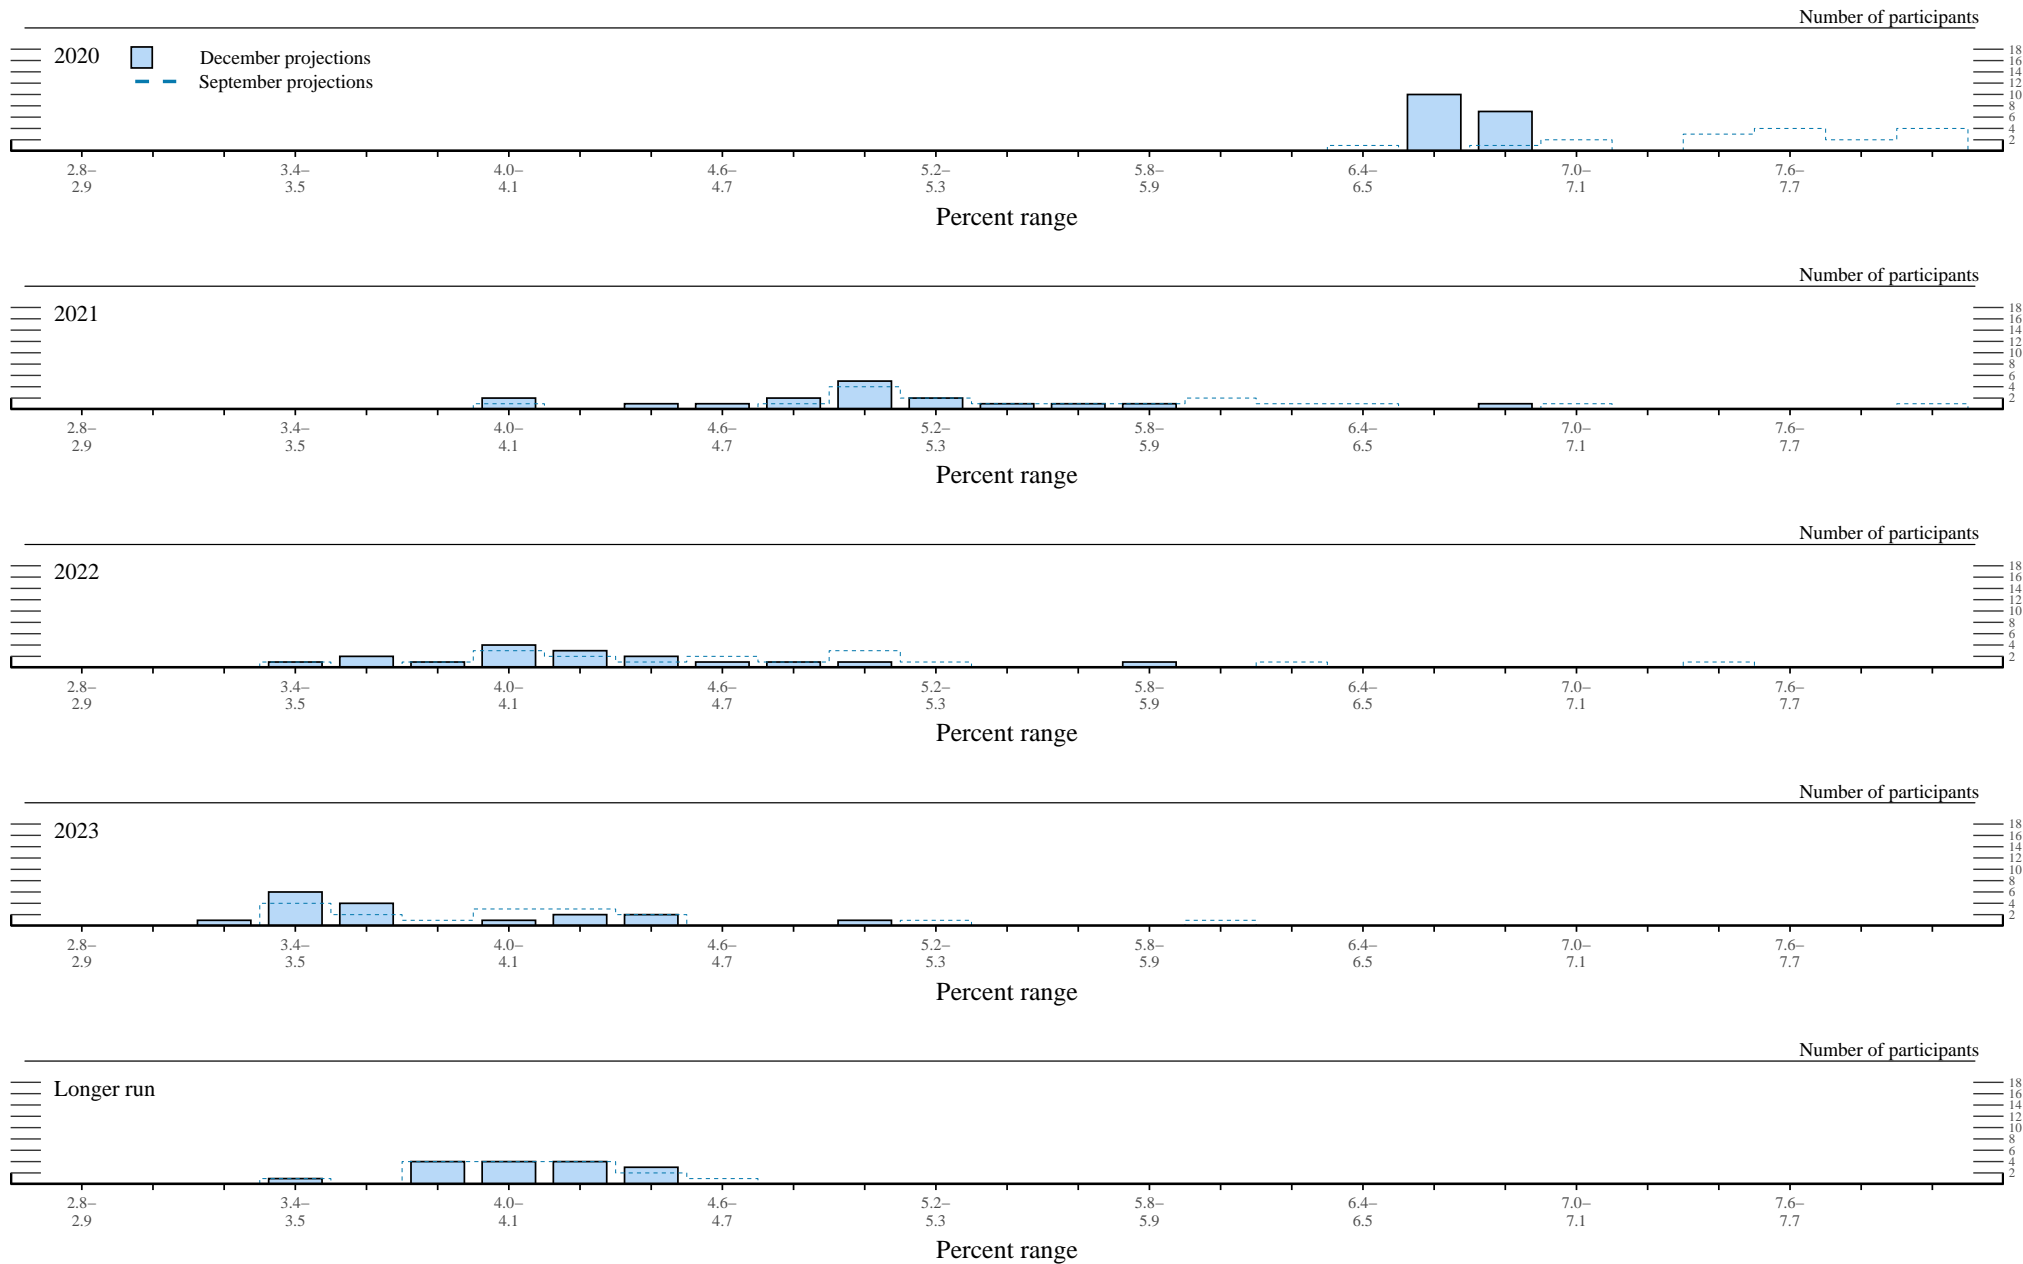 Number of participants
2020
December projections
September projections
18
16
14
12
10
8
6
4
2
2.8– 3.4– 4.0– 4.6– 5.2– 5.8– 6.4– 7.0– 7.6–
2.9 3.5 4.1 4.7 5.3 5.9 6.5 7.1 7.7
Percent range
Number of participants
2021
18
16
14
12
10
8
6
4
2
2.8– 3.4– 4.0– 4.6– 5.2– 5.8– 6.4– 7.0– 7.6–
2.9 3.5 4.1 4.7 5.3 5.9 6.5 7.1 7.7
Percent range
Number of participants
2022
18
16
14
12
10
8
6
4
2
2.8– 3.4– 4.0– 4.6– 5.2– 5.8– 6.4– 7.0– 7.6–
2.9 3.5 4.1 4.7 5.3 5.9 6.5 7.1 7.7
Percent range
Number of participants
2023
18
16
14
12
10
8
6
4
2
2.8– 3.4– 4.0– 4.6– 5.2– 5.8– 6.4– 7.0– 7.6–
2.9 3.5 4.1 4.7 5.3 5.9 6.5 7.1 7.7
Percent range
Number of participants
Longer run
18
16
14
12
10
8
6
4
2
2.8– 3.4– 4.0– 4.6– 5.2– 5.8– 6.4– 7.0– 7.6–
2.9 3.5 4.1 4.7 5.3 5.9 6.5 7.1 7.7
Percent range